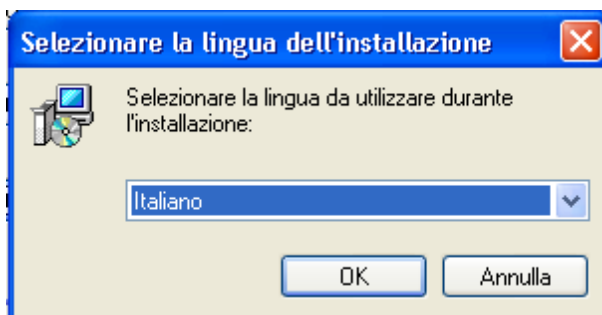 Selezionare la lingua dell'installazione
Selezionare la lingua da utilizzare durante
l'installazione:
Italiano
OK
Annulla